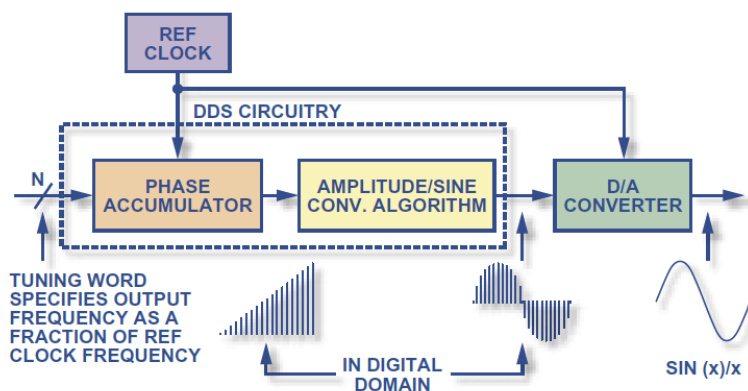 REF
CLOCK
DDS CIRCUITRY
N
PHASE
ACCUMULATOR
AMPLITUDE/SINE
CONV. ALGORITHM
D/A
CONVERTER
TUNING WORD
SPECIFIES OUTPUT
FREQUENCY AS A
FRACTION OF REF
CLOCK FREQUENCY
IN DIGITAL
DOMAIN
SIN (x)/x